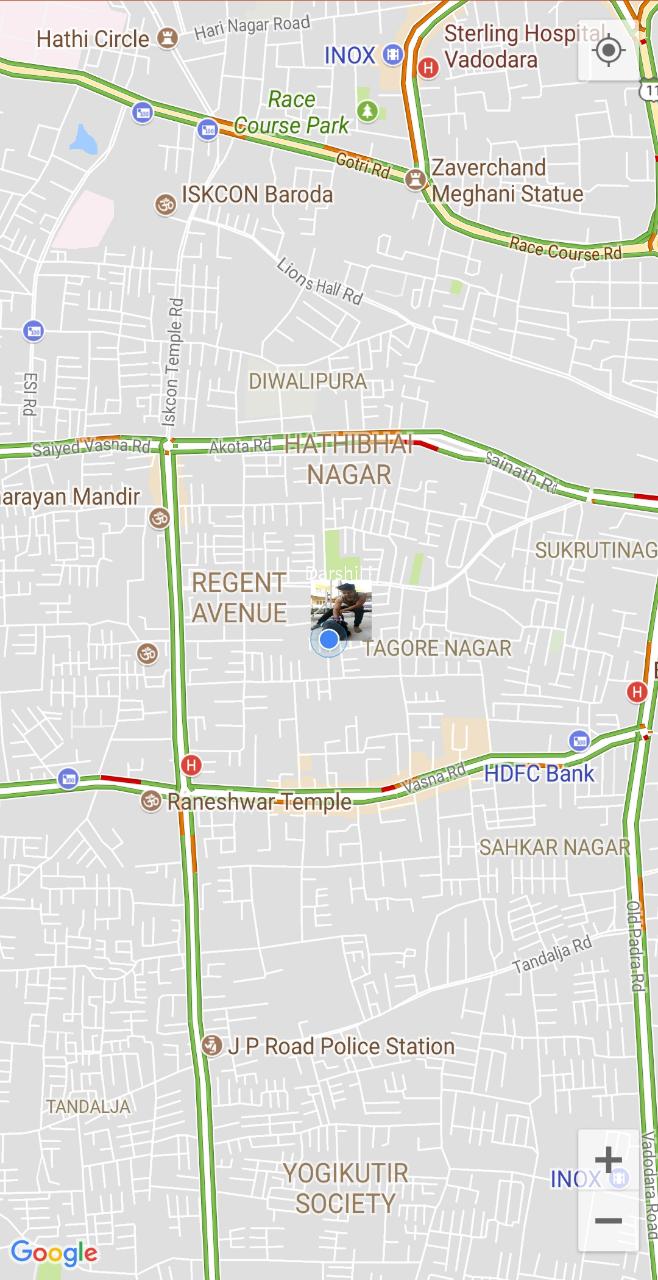 Hari Nagar Road
Hathi Circle
INOX
Sterling Hospital
Vadodara
11
Race
Course Park
Gotri Rd
Zaverchand
Meghani Statue
ISKCON Baroda
Race Course Rd
Lions Hall Rd
Iskcon Temple Rd
ESI Rd
DIWALIPURA
Saiyed Vasna Rd
Akota Rd
HATHIBHAI
NAGAR
Sainath Rd
arayan Mandir
SUKRUTINAG
Darshil
REGENT
AVENUE
TAGORE NAGAR
HDFC Bank
Vasna Rd
Raneshwar Temple
SAHKAR NAGAR
Old Padra Rd
Tandalja Rd
J P Road Police Station
TANDALJA
YOGIKUTIR
SOCIETY
INOX
Vadodara Road
Google